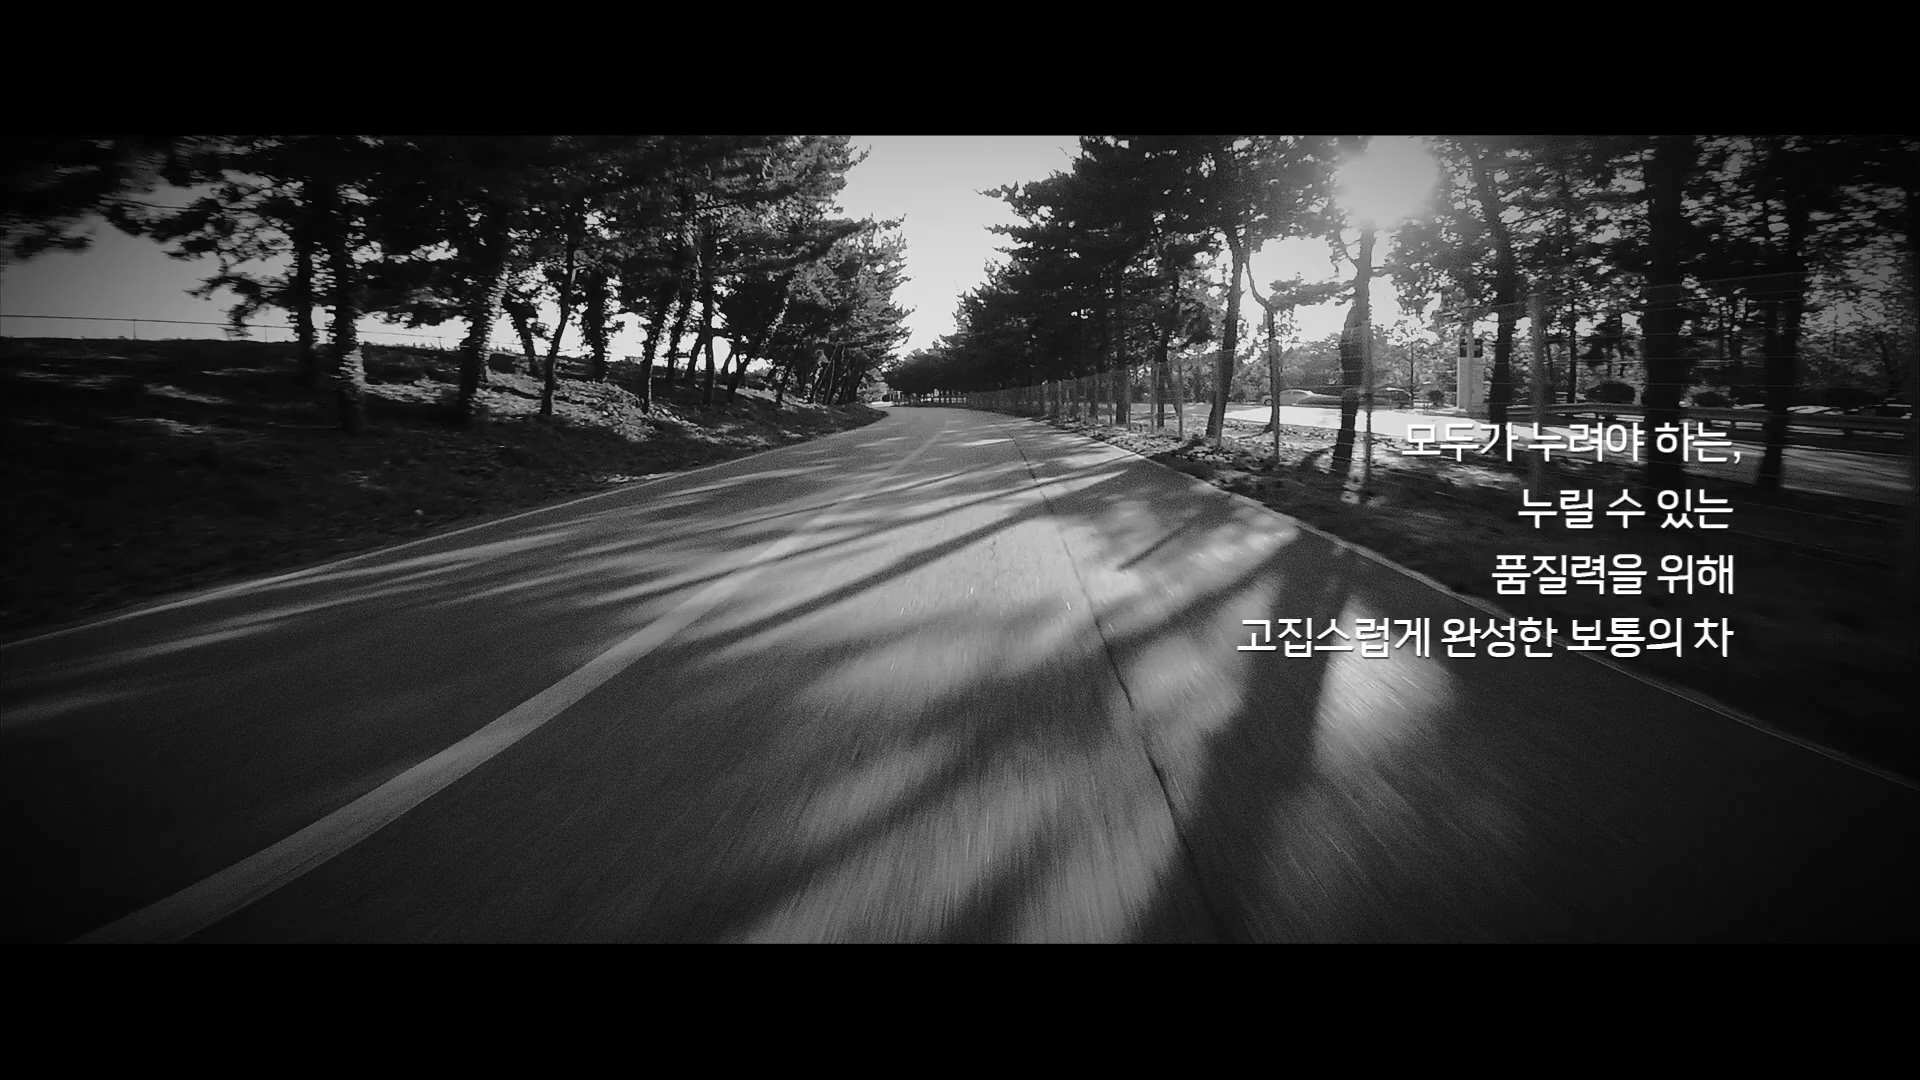 모두가 누려야 하는,
누릴 수 있는
품질력을 위해
고집스럽게 완성한 보통의 차